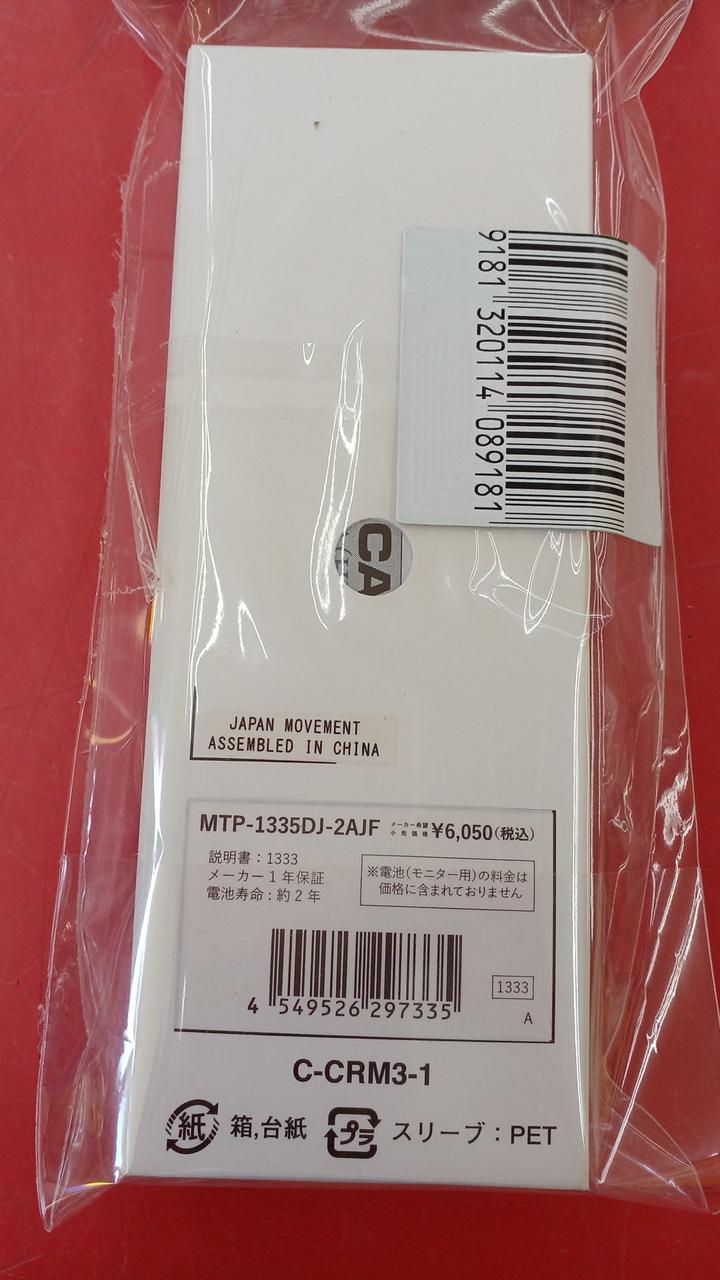 9181 320114 089181
CA
JAPAN MOVEMENT
ASSEMBLED IN CHINA
MTP-1335DJ-2AJF メーカー希望小売価格 ¥6,050(税込)
説明書：1333
メーカー1年保証
電池寿命：約2年
※電池(モニター用)の料金は
価格に含まれておりません
4 549526 297335
1333
A
C-CRM3-1
紙 箱,台紙 プラ スリーブ：PET